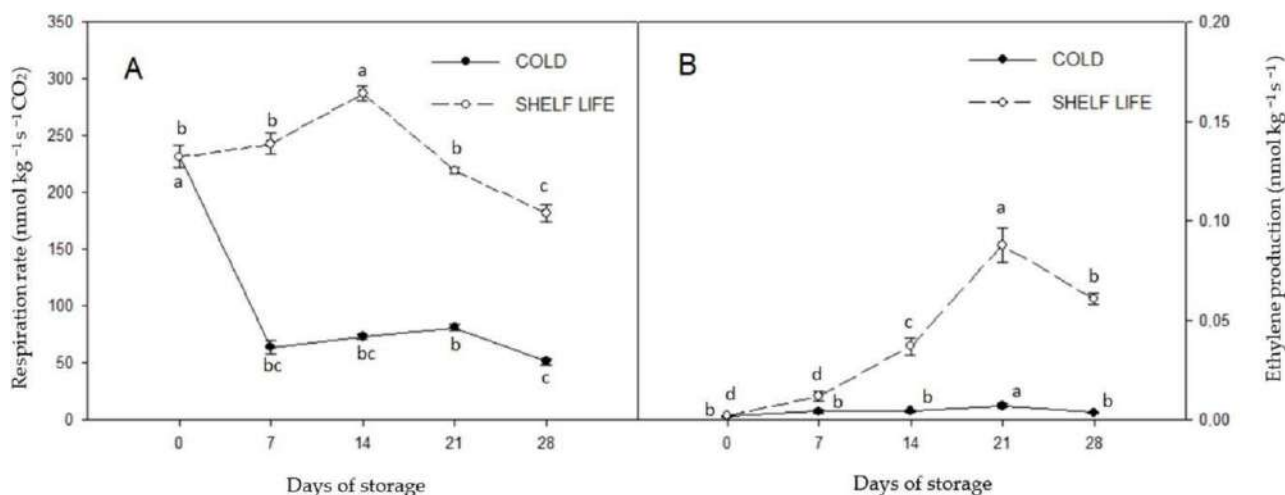 A
COLD
SHELF LIFE
350
300
250
200
150
100
50
0
Respiration rate (nmol kg ⁻¹ s ⁻¹ CO₂)
b
a
b
a
b
c
bc
bc
b
c
0 7 14 21 28
Days of storage
B
COLD
SHELF LIFE
0.20
0.15
0.10
0.05
0.00
Ethylene production (nmol kg ⁻¹ s ⁻¹)
d
d
c
a
b
b
b
b
a
b
0 7 14 21 28
Days of storage